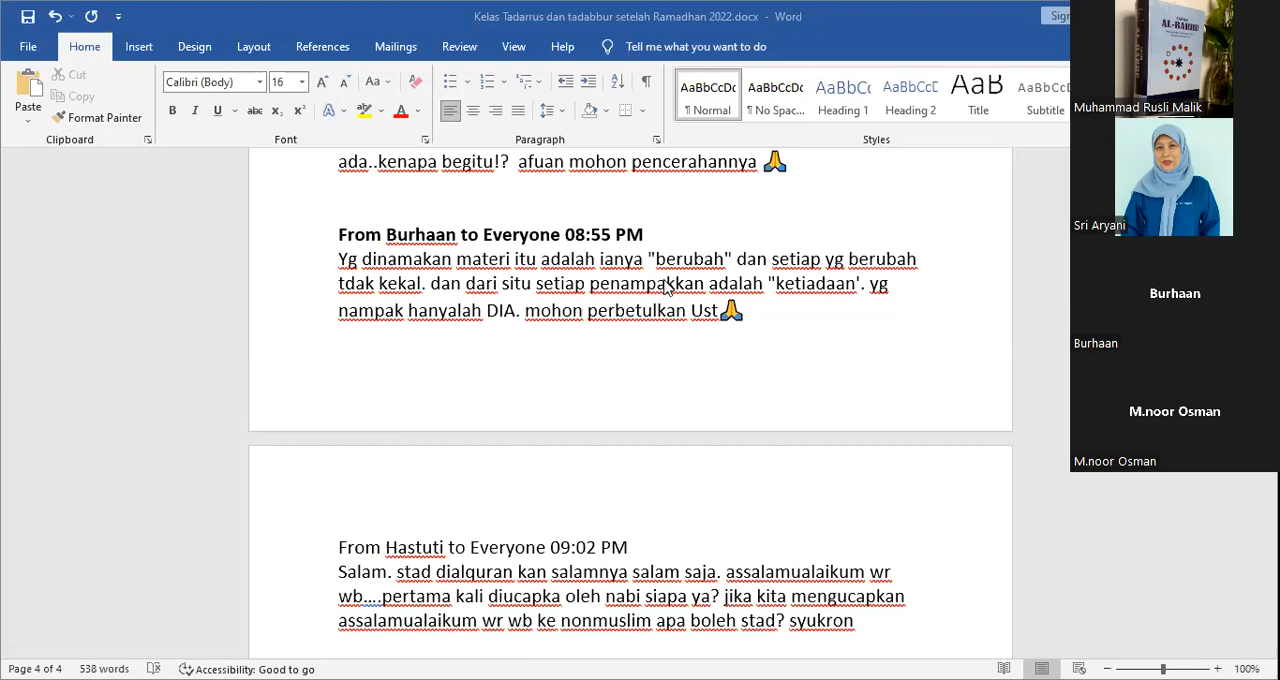 Kelas Tadarrus dan tadabbur setelah Ramadhan 2022.docx - Word
Sign
File Home Insert Design Layout References Mailings Review View Help Tell me what you want to do
Paste
Cut
Copy
Format Painter
Calibri (Body) 16
Clipboard Font Paragraph Styles
AaBbCcDc ¶ Normal
AaBbCcDc ¶ No Spac...
AaBbCc Heading 1
AaBbCcD Heading 2
AaB Title
AaBbCcD Subtitle
ada..kenapa begitu!? afuan mohon pencerahannya 🙏
From Burhaan to Everyone 08:55 PM
Yg dinamakan materi itu adalah ianya "berubah" dan setiap yg berubah
tdak kekal. dan dari situ setiap penampakkan adalah "ketiadaan'. yg
nampak hanyalah DIA. mohon perbetulkan Ust🙏
From Hastuti to Everyone 09:02 PM
Salam. stad dialquran kan salamnya salam saja. assalamualaikum wr
wb....pertama kali diucapka oleh nabi siapa ya? jika kita mengucapkan
assalamualaikum wr wb ke nonmuslim apa boleh stad? syukron
AL-BARRU
Muhammad Rusli Malik
Sri Aryani
Burhaan
Burhaan
M.noor Osman
M.noor Osman
Page 4 of 4 538 words Accessibility: Good to go 100%